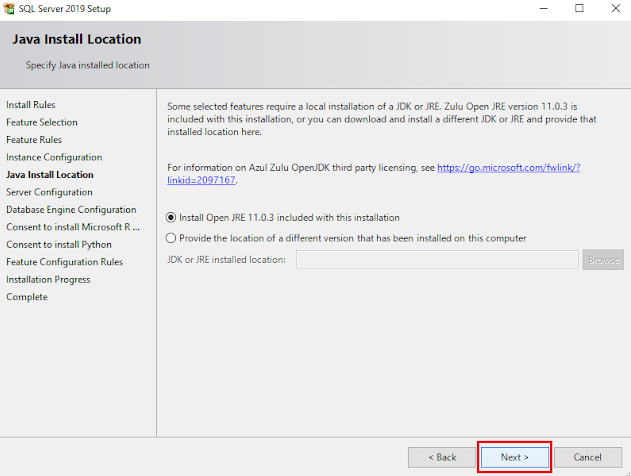 SQL Server 2019 Setup
Java Install Location
Specify Java installed location
Install Rules
Feature Selection
Feature Rules
Instance Configuration
Java Install Location
Server Configuration
Database Engine Configuration
Consent to install Microsoft R ...
Consent to install Python
Feature Configuration Rules
Installation Progress
Complete
Some selected features require a local installation of a JDK or JRE. Zulu Open JRE version 11.0.3 is
included with this installation, or you can download and install a different JDK or JRE and provide that
installed location here.
For information on Azul Zulu OpenJDK third party licensing, see https://go.microsoft.com/fwlink/?
linkid=2097167.
Install Open JRE 11.0.3 included with this installation
Provide the location of a different version that has been installed on this computer
JDK or JRE installed location:
Browse
< Back
Next >
Cancel